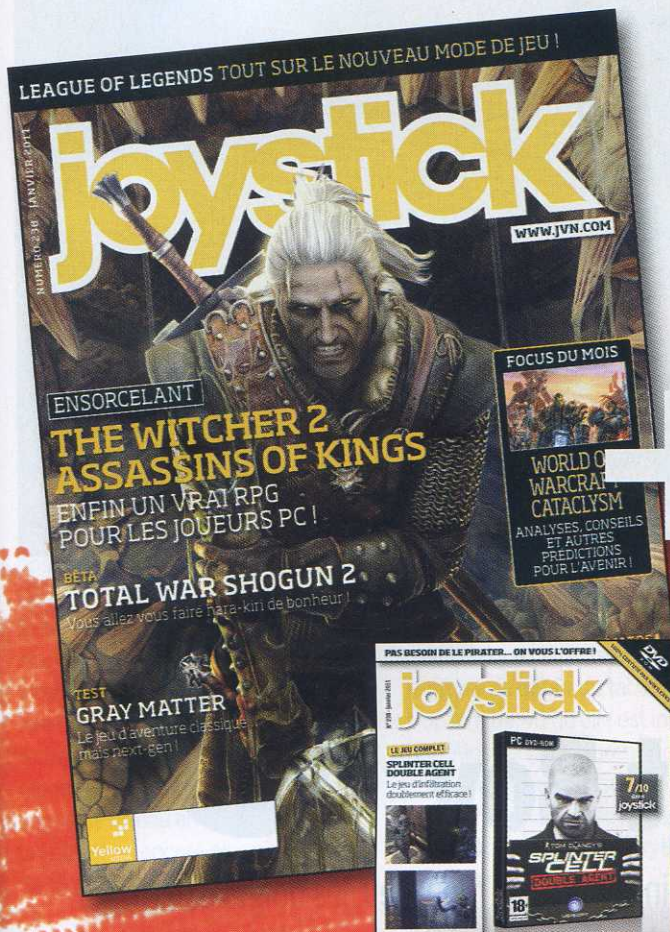 LEAGUE OF LEGENDS TOUT SUR LE NOUVEAU MODE DE JEU !
joystick
NUMERO 238 JANVIER 2011
WWW.JVN.COM
ENSORCELANT
THE WITCHER 2
ASSASSINS OF KINGS
ENFIN UN VRAI RPG
POUR LES JOUEURS PC !
FOCUS DU MOIS
WORLD O
WARCRAF
CATACLYSM
ANALYSES, CONSEILS
ET AUTRES
PRÉDICTIONS
POUR L'AVENIR !
BÊTA
TOTAL WAR SHOGUN 2
Vous allez vous faire hara-kiri de bonheur !
TEST
GRAY MATTER
Le jeu d'aventure classique
mais next-gen !
Yellow
MEDIA
PAS BESOIN DE LE PIRATER... ON VOUS L'OFFRE !
DVD
joystick
LE JEU COMPLET
SPLINTER CELL
DOUBLE AGENT
Le jeu d'infiltration
doublement efficace !
PC DVD-ROM
7/10
dans
joystick
TOM CLANCY'S
SPLINTER
CELL
DOUBLE AGENT
18+
UBISOFT